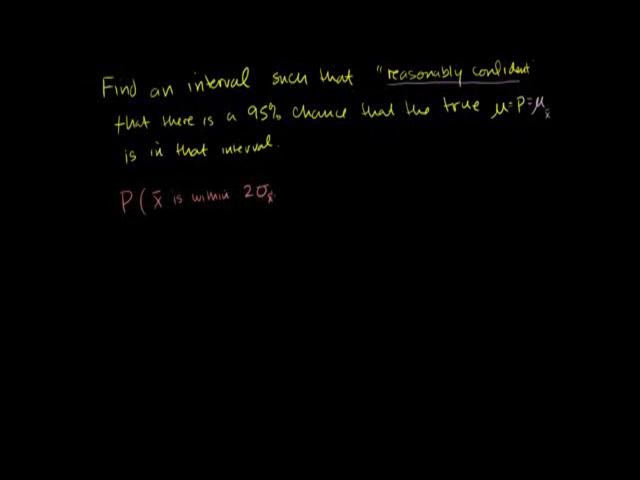 Find an interval such that "reasonably confident
that there is a 95% chance that the true μ=P=μx̄
is in that interval.
P(x̄ is within 2σx̄